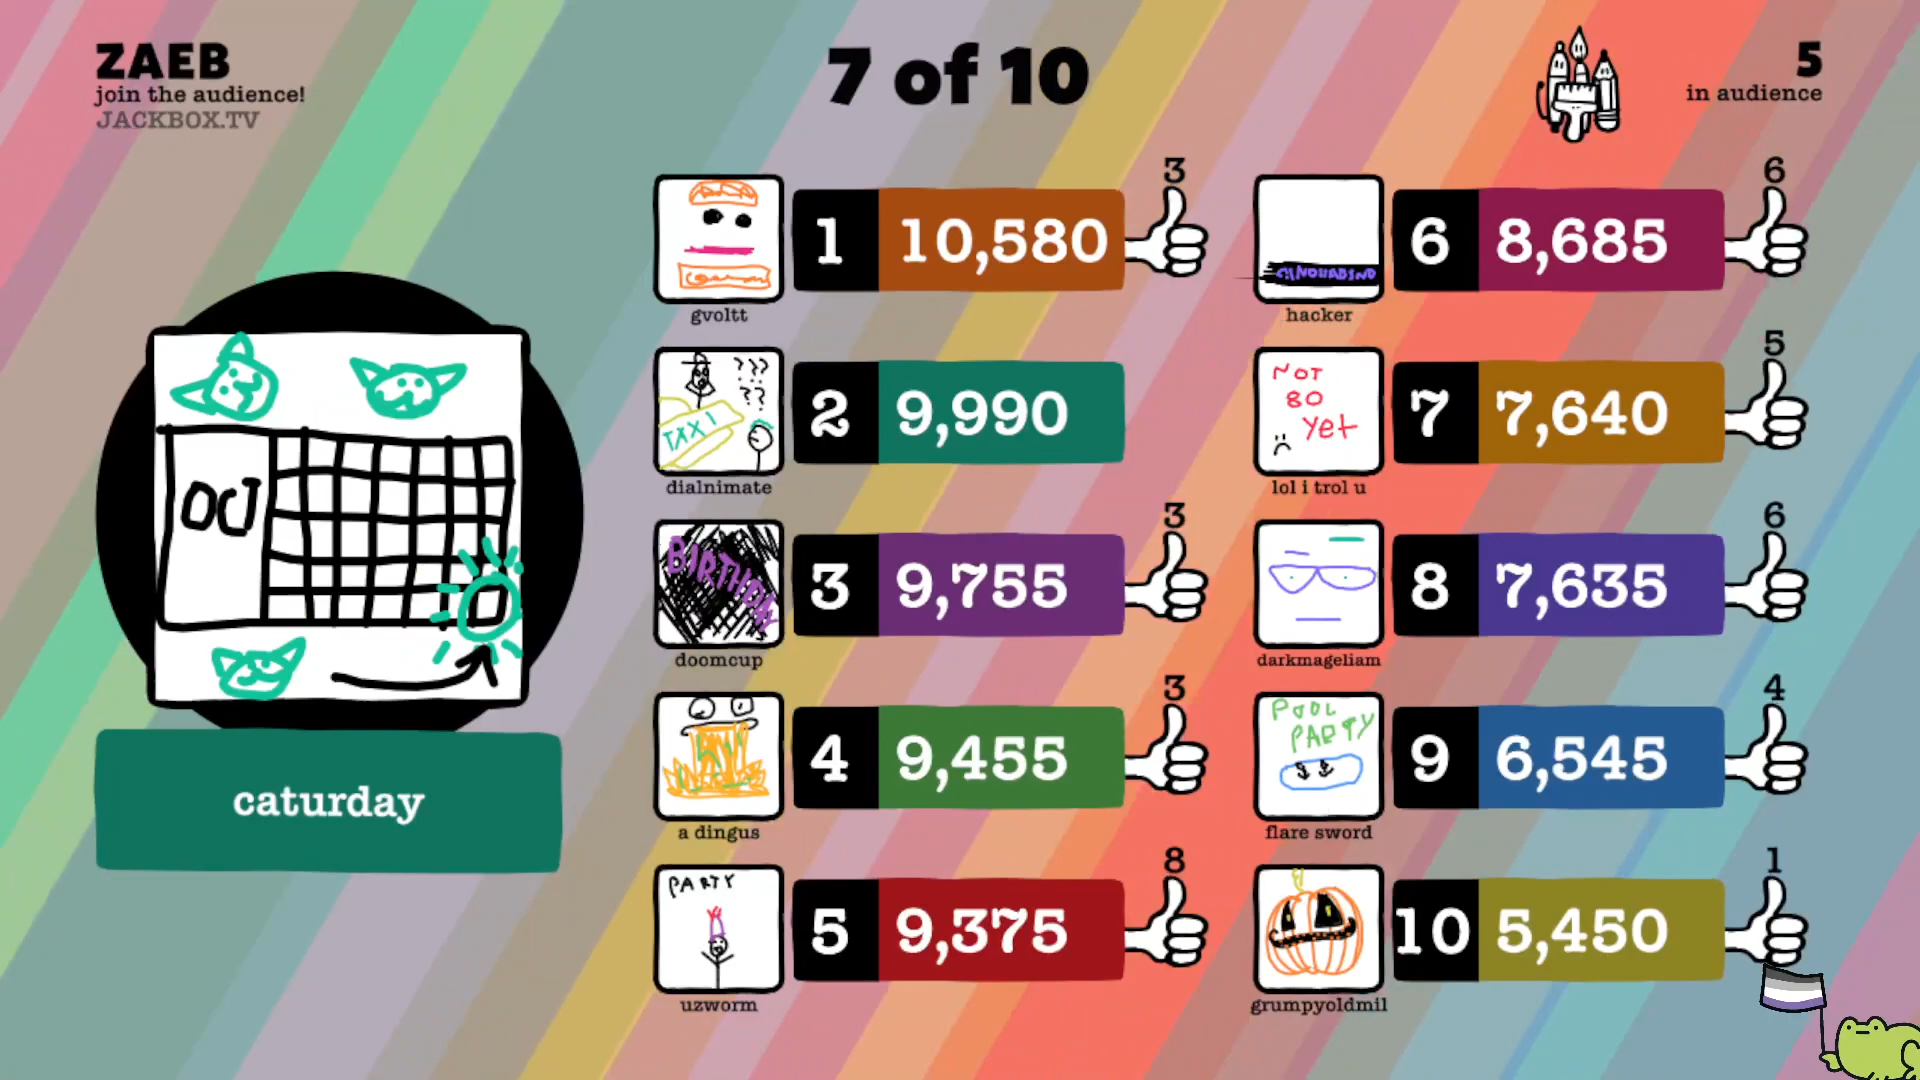 ZAEB
join the audience!
JACKBOX.TV
7 of 10
5
in audience
caturday
3
1
10,580
gvoltt
??? ??
TAXI
2
9,990
dialnimate
BIRTHDAY
3
3
9,755
doomcup
3
4
9,455
a dingus
PARTY
8
5
9,375
uzworm
6
6
8,685
hacker
NOT
80
Yet
5
7
7,640
lol i trol u
6
8
7,635
darkmageliam
POOL
PARTY
4
9
6,545
flare sword
1
10
5,450
grumpyoldmil